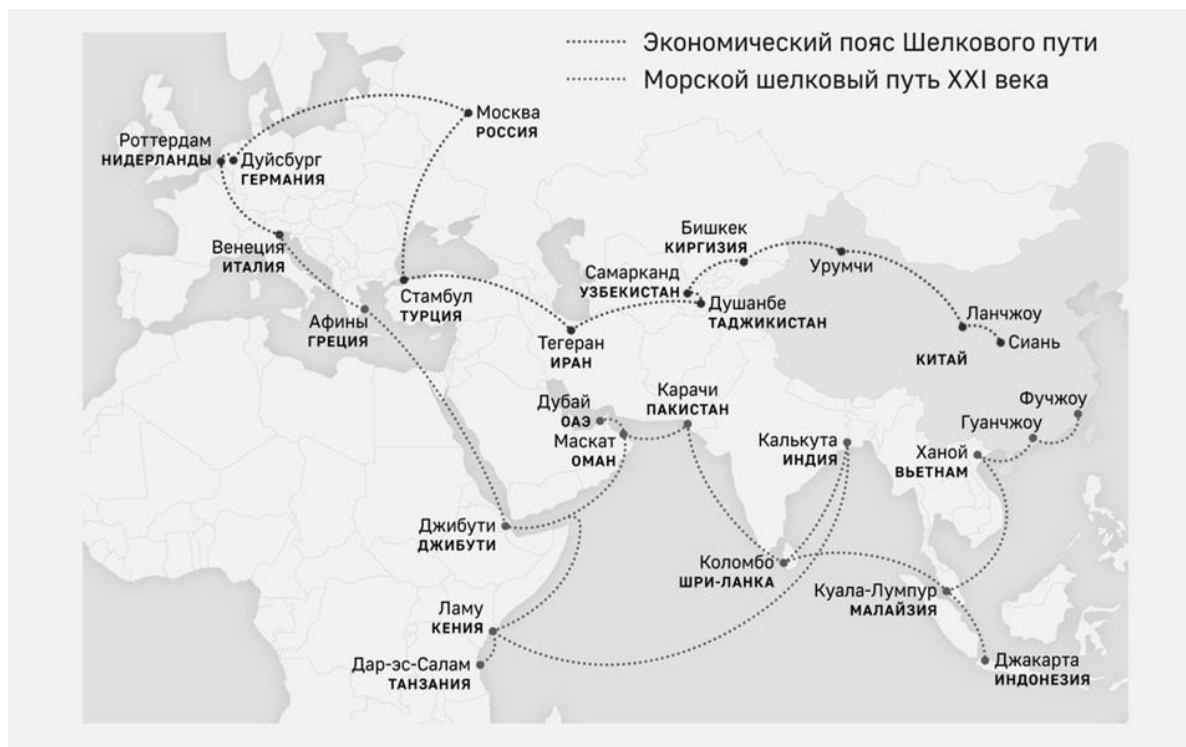 Экономический пояс Шелкового пути
Морской шелковый путь XXI века
Москва
РОССИЯ
Роттердам
НИДЕРЛАНДЫ
Дуйсбург
ГЕРМАНИЯ
Венеция
ИТАЛИЯ
Стамбул
ТУРЦИЯ
Афины
ГРЕЦИЯ
Тегеран
ИРАН
Бишкек
КИРГИЗИЯ
Самарканд
УЗБЕКИСТАН
Душанбе
ТАДЖИКИСТАН
Урумчи
Ланчжоу
Сиань
КИТАЙ
Фучжоу
Гуанчжоу
Ханой
ВЬЕТНАМ
Карачи
ПАКИСТАН
Дубай
ОАЭ
Маскат
ОМАН
Калькута
ИНДИЯ
Джибути
ДЖИБУТИ
Коломбо
ШРИ-ЛАНКА
Куала-Лумпур
МАЛАЙЗИЯ
Ламу
КЕНИЯ
Дар-эс-Салам
ТАНЗАНИЯ
Джакарта
ИНДОНЕЗИЯ